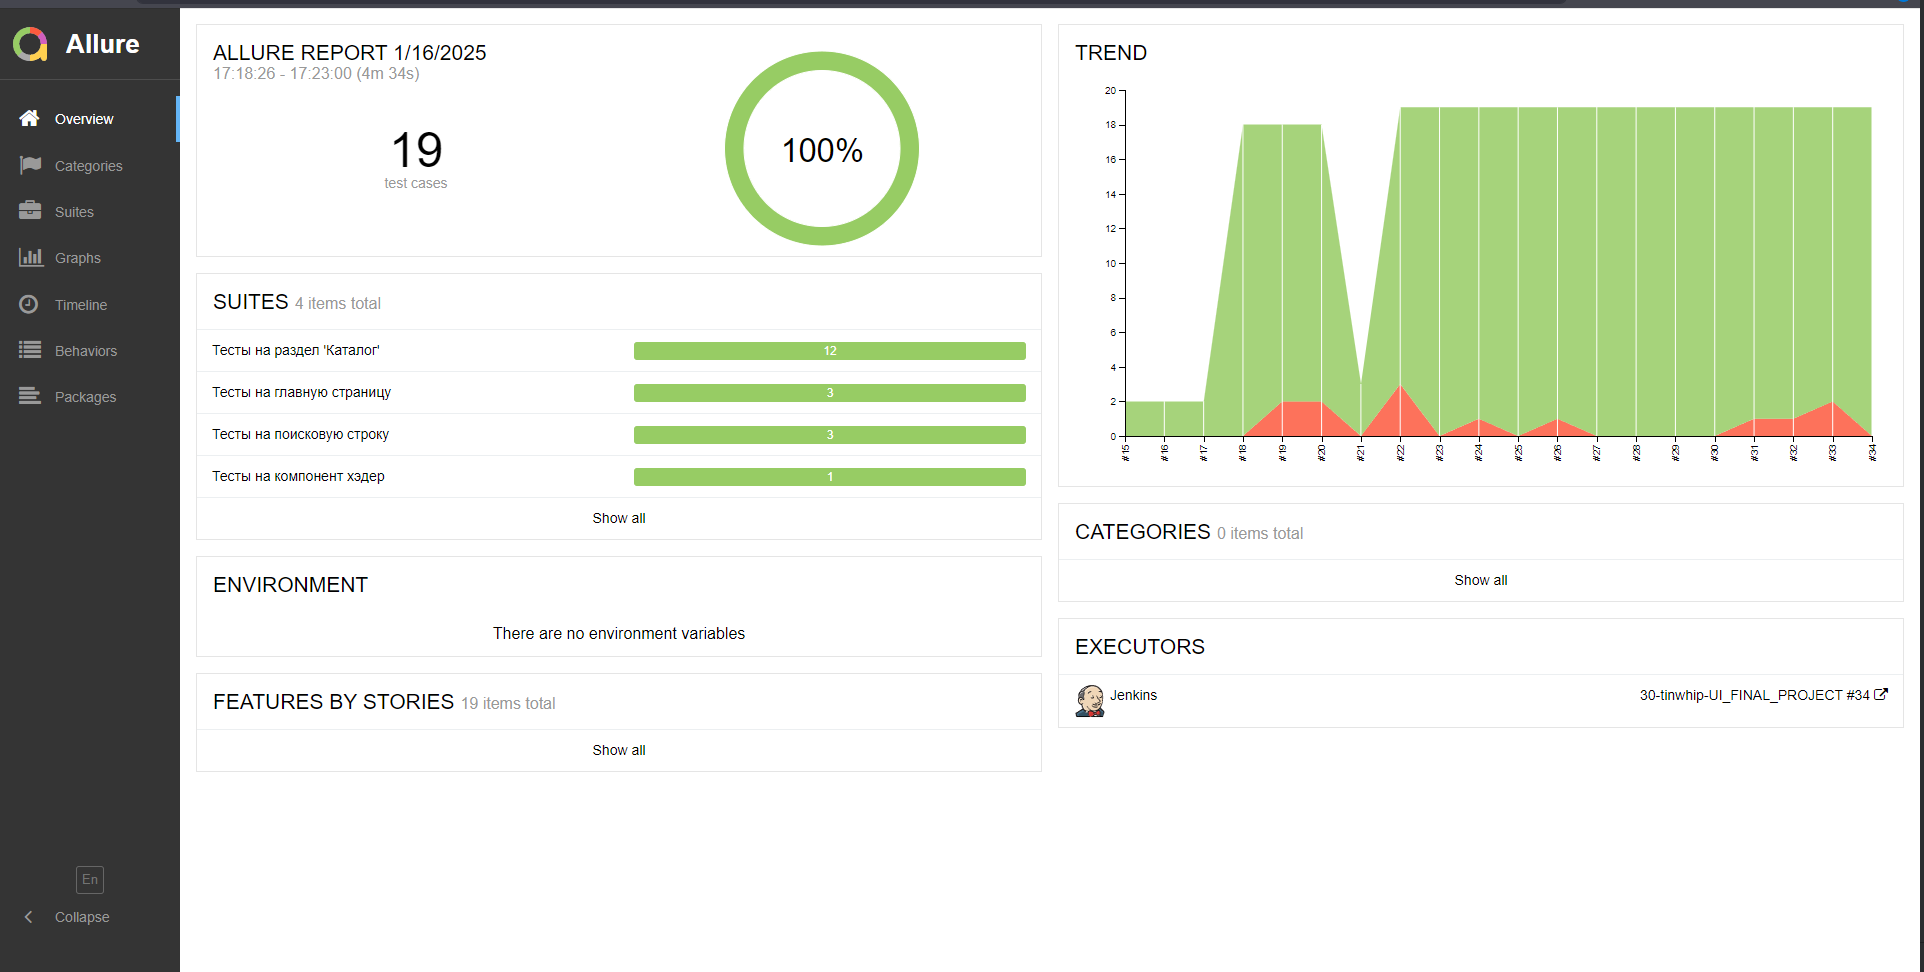 Allure
Overview
Categories
Suites
Graphs
Timeline
Behaviors
Packages
En
Collapse
ALLURE REPORT 1/16/2025
17:18:26 - 17:23:00 (4m 34s)
19
test cases
100%
SUITES 4 items total
Тесты на раздел 'Каталог' 12
Тесты на главную страницу 3
Тесты на поисковую строку 3
Тесты на компонент хэдер 1
Show all
ENVIRONMENT
There are no environment variables
FEATURES BY STORIES 19 items total
Show all
TREND
20
18
16
14
12
10
8
6
4
2
0
#15 #16 #17 #18 #19 #20 #21 #22 #23 #24 #25 #26 #27 #28 #29 #30 #31 #32 #33 #34
CATEGORIES 0 items total
Show all
EXECUTORS
Jenkins 30-tinwhip-UI_FINAL_PROJECT #34